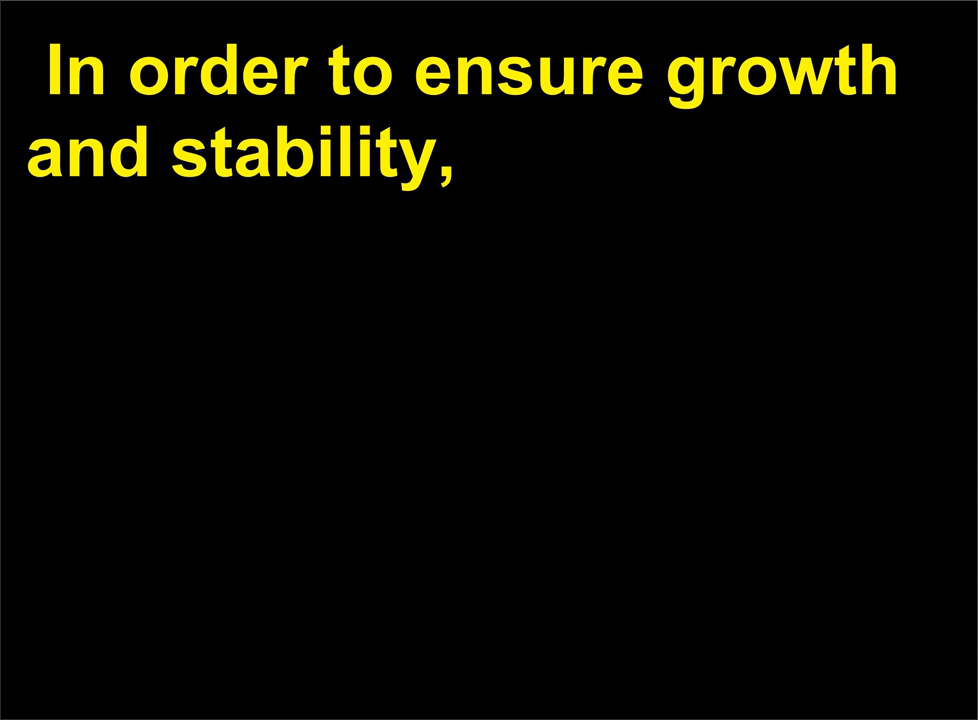 In order to ensure growth
and stability,